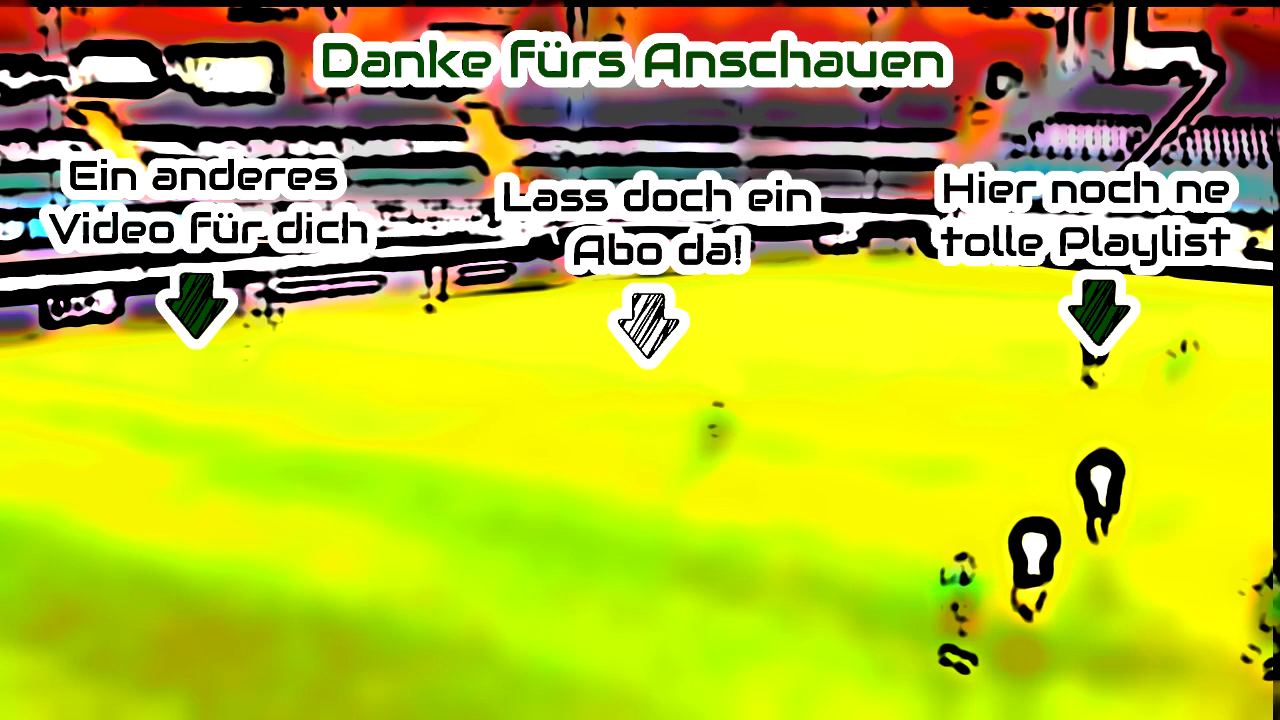 Danke fürs Anschauen
Ein anderes
Video für dich
Lass doch ein
Abo da!
Hier noch ne
tolle Playlist